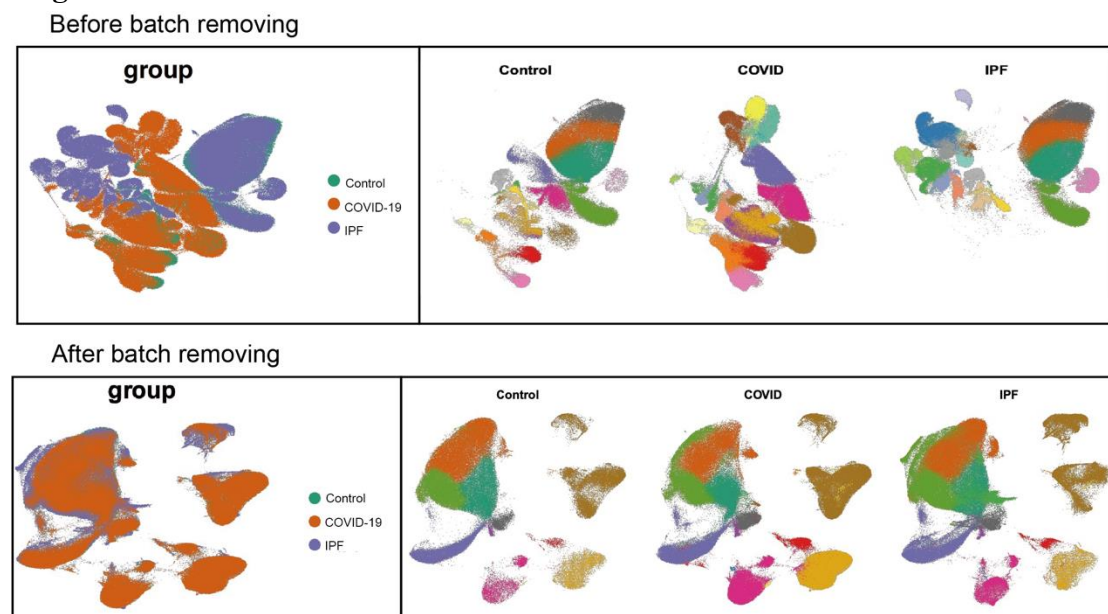 Before batch removing
group
Control
COVID-19
IPF
Control
COVID
IPF
After batch removing
group
Control
COVID-19
IPF
Control
COVID
IPF